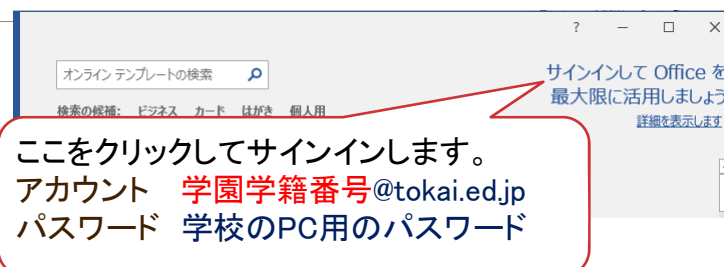 ?
オンライン テンプレートの検索
サインインして Office を
最大限に活用しましょう
検索の候補: ビジネス カード はがき 個人用
詳細を表示します
ここをクリックしてサインインします。
アカウント 学園学籍番号@tokai.ed.jp
パスワード 学校のPC用のパスワード